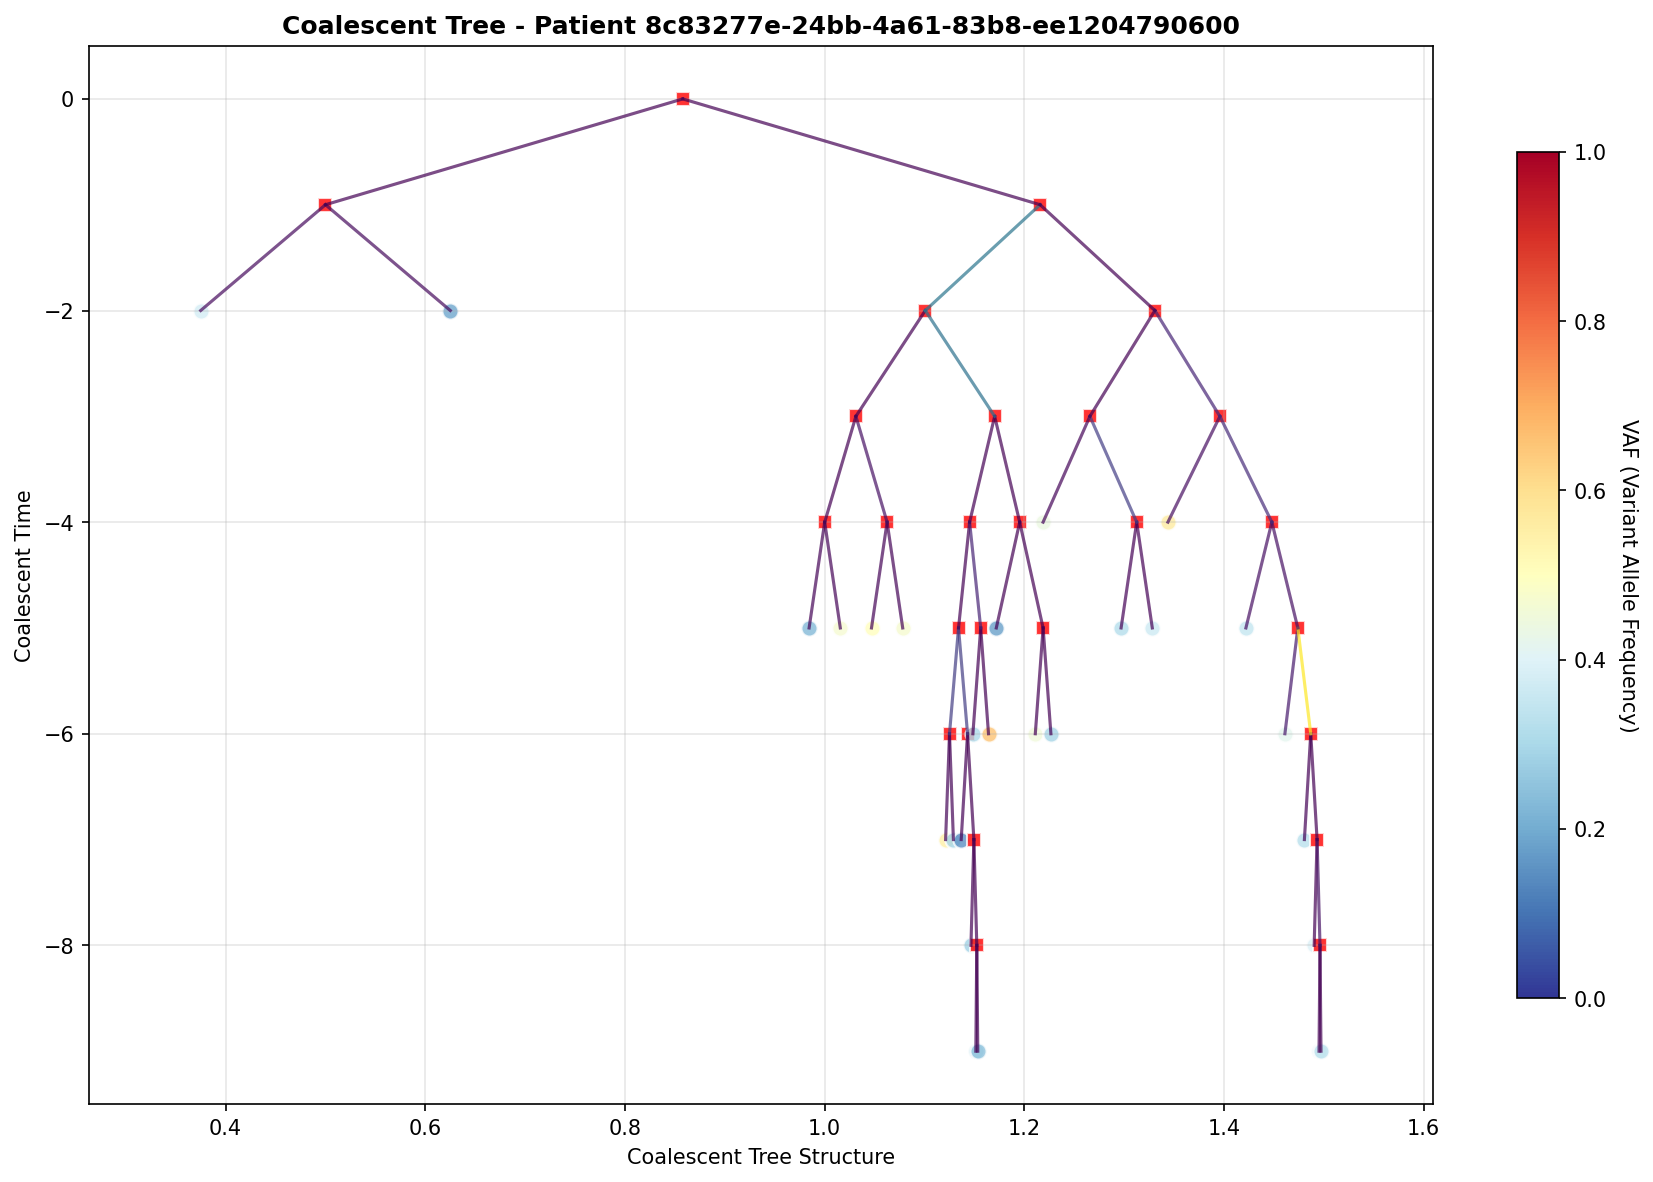 Coalescent Tree - Patient 8c83277e-24bb-4a61-83b8-ee1204790600
0
−2
−4
−6
−8
Coalescent Time
0.4 0.6 0.8 1.0 1.2 1.4 1.6
Coalescent Tree Structure
1.0
0.8
0.6
0.4
0.2
0.0
VAF (Variant Allele Frequency)